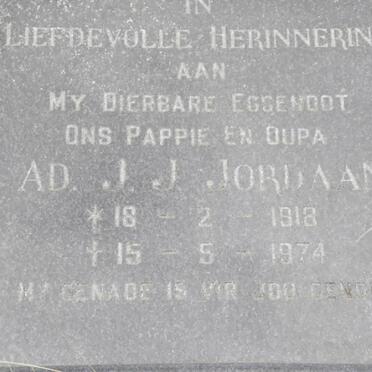 IN
LIEFDEVOLLE HERINNERIN
AAN
MY DIERBARE EGGENOOT
ONS PAPPIE EN OUPA
AD. J. J. JORDAAN
* 18 - 2 - 1918
† 15 - 5 - 1974
MY GENADE IS VIR JOU GENO